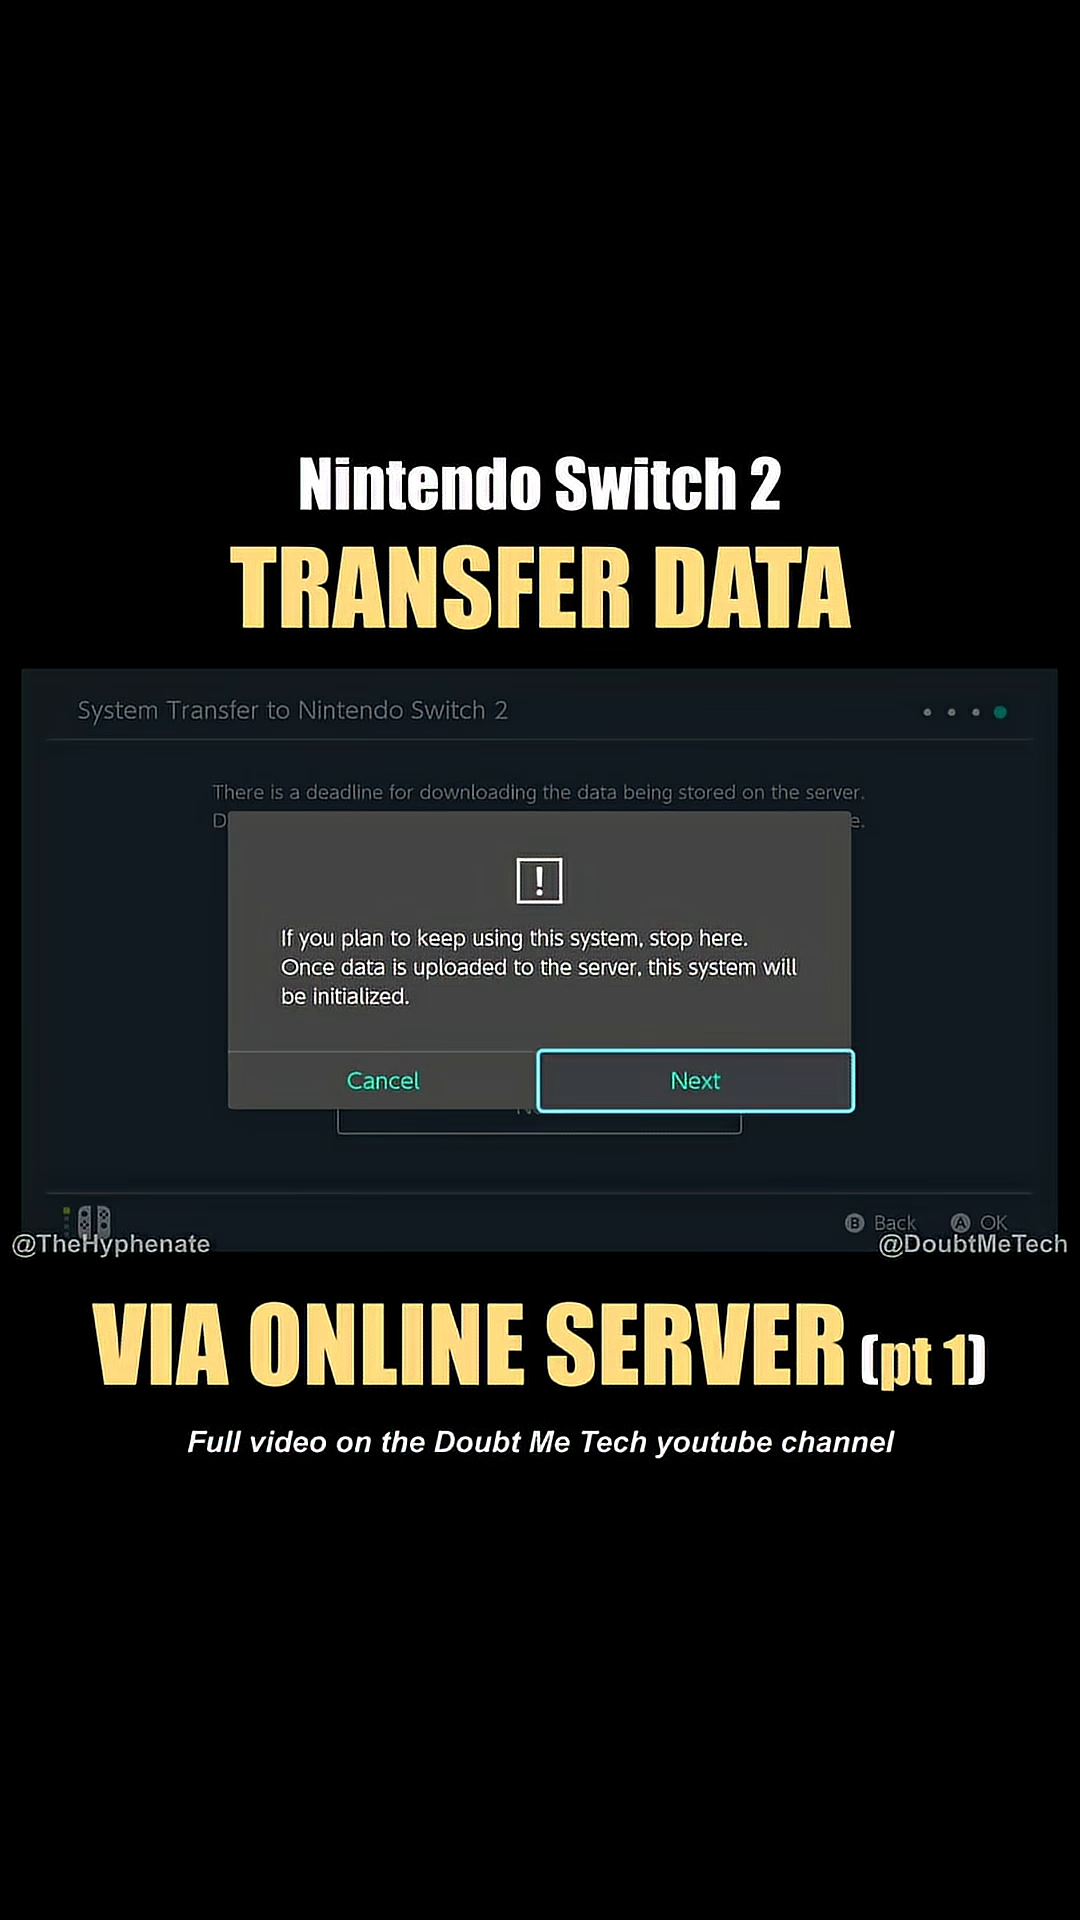 Nintendo Switch 2
TRANSFER DATA
System Transfer to Nintendo Switch 2
There is a deadline for downloading the data being stored on the server.
If you plan to keep using this system, stop here.
Once data is uploaded to the server, this system will
be initialized.
Cancel
Next
B Back
A OK
@TheHyphenate
@DoubtMeTech
VIA ONLINE SERVER (pt 1)
Full video on the Doubt Me Tech youtube channel